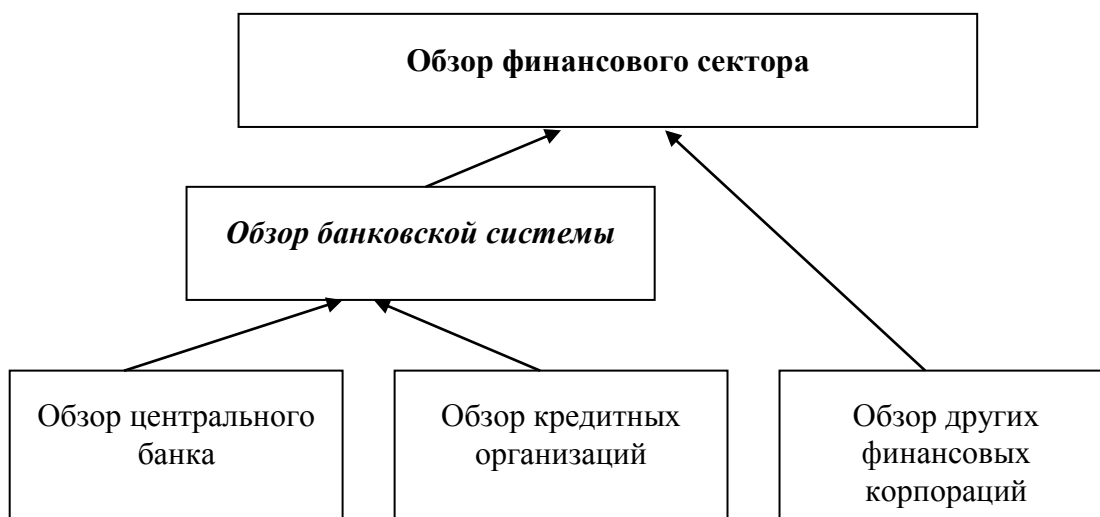 Обзор финансового сектора
Обзор банковской системы
Обзор центрального
банка
Обзор кредитных
организаций
Обзор других
финансовых
корпораций